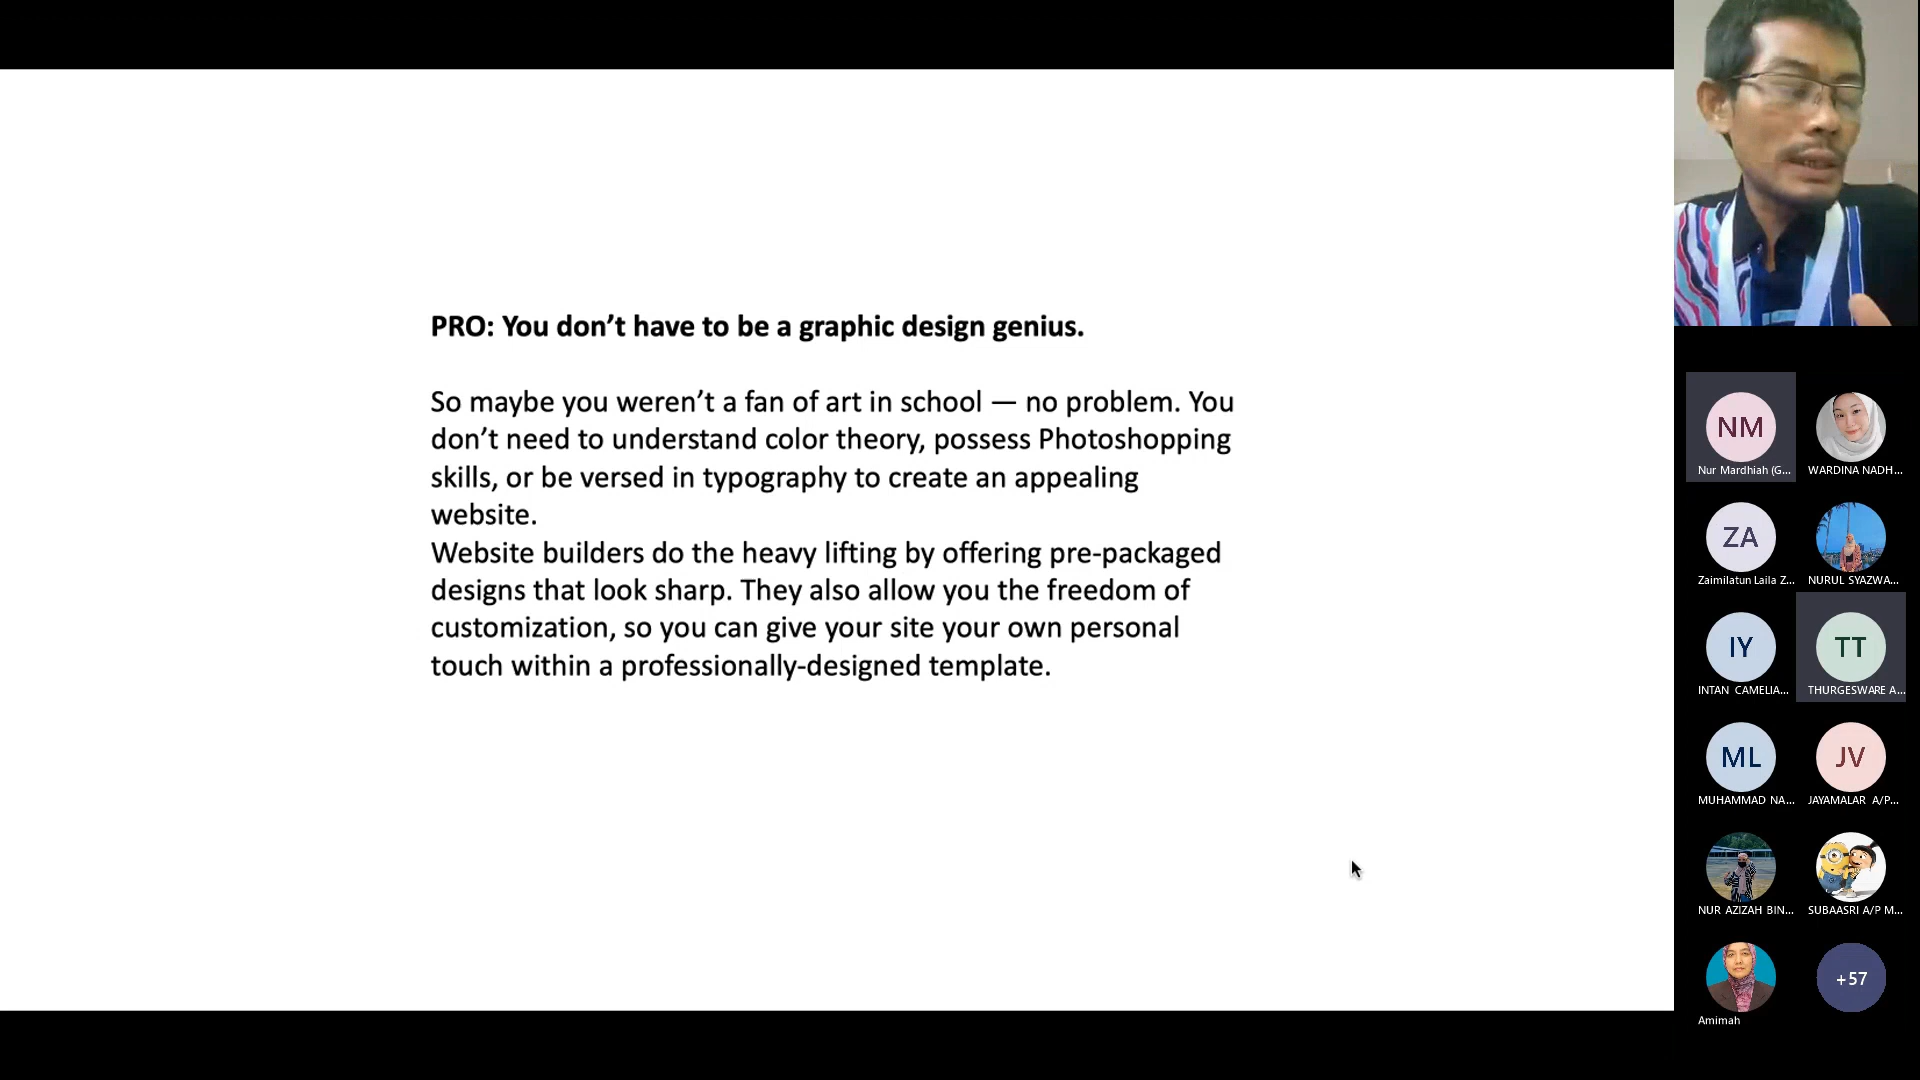 PRO: You don’t have to be a graphic design genius.
So maybe you weren’t a fan of art in school — no problem. You
don’t need to understand color theory, possess Photoshopping
skills, or be versed in typography to create an appealing
website.
Website builders do the heavy lifting by offering pre-packaged
designs that look sharp. They also allow you the freedom of
customization, so you can give your site your own personal
touch within a professionally-designed template.
NM
Nur Mardhiah (G...
WARDINA NADH...
ZA
Zaimilatun Laila Z...
NURUL SYAZWA...
IY
INTAN CAMELIA...
TT
THURGESWARE A...
ML
MUHAMMAD NA...
JV
JAYAMALAR A/P...
NUR AZIZAH BIN...
SUBAASRI A/P M...
Amimah
+57